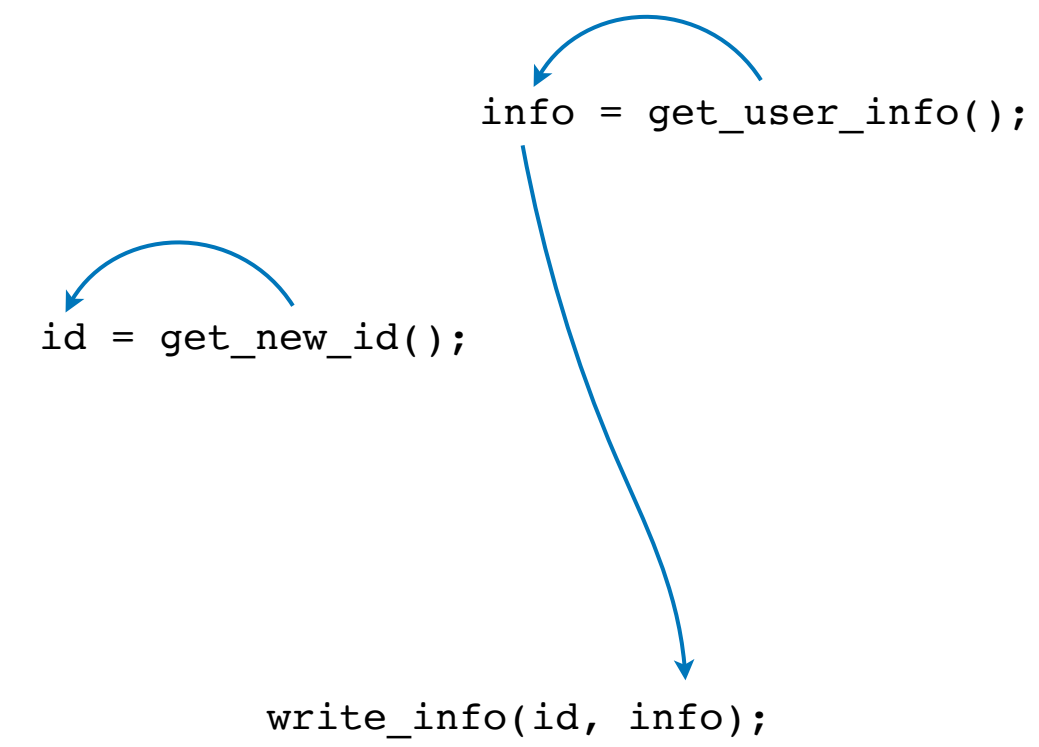 info = get_user_info();
id = get_new_id();
write_info(id, info);